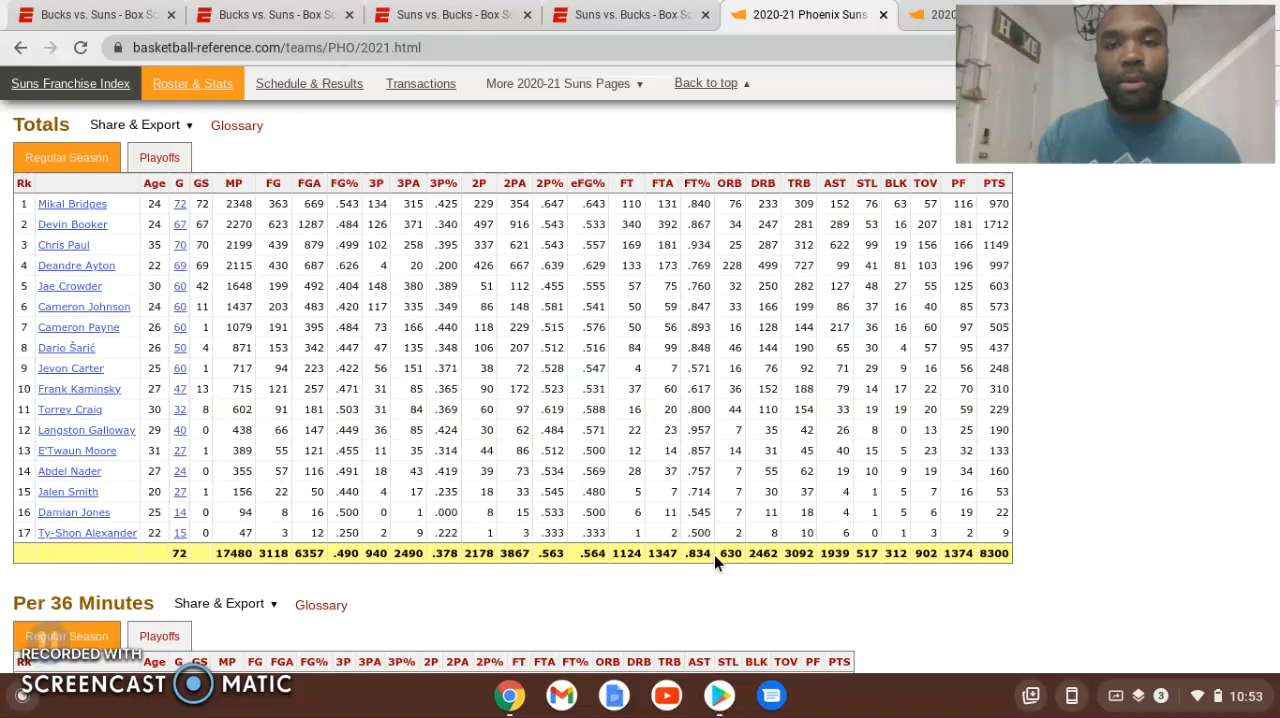 Bucks vs. Suns - Box Sc × Bucks vs. Suns - Box Sc × Suns vs. Bucks - Box Sc × Suns vs. Bucks - Box Sc × 2020-21 Phoenix Suns × 2020
basketball-reference.com/teams/PHO/2021.html
HOME
Suns Franchise Index Roster & Stats Schedule & Results Transactions More 2020-21 Suns Pages ▼ Back to top ▲
Totals Share & Export ▼ Glossary
Regular Season Playoffs
Rk Age G GS MP FG FGA FG% 3P 3PA 3P% 2P 2PA 2P% eFG% FT FTA FT% ORB DRB TRB AST STL BLK TOV PF PTS
1 Mikal Bridges 24 72 72 2348 363 669 .543 134 315 .425 229 354 .647 .643 110 131 .840 76 233 309 152 76 63 57 116 970
2 Devin Booker 24 67 67 2270 623 1287 .484 126 371 .340 497 916 .543 .533 340 392 .867 34 247 281 289 53 16 207 181 1712
3 Chris Paul 35 70 70 2199 439 879 .499 102 258 .395 337 621 .543 .557 169 181 .934 25 287 312 622 99 19 156 166 1149
4 Deandre Ayton 22 69 69 2115 430 687 .626 4 20 .200 426 667 .639 .629 133 173 .769 228 499 727 99 41 81 103 196 997
5 Jae Crowder 30 60 42 1648 199 492 .404 148 380 .389 51 112 .455 .555 57 75 .760 32 250 282 127 48 27 55 125 603
6 Cameron Johnson 24 60 11 1437 203 483 .420 117 335 .349 86 148 .581 .541 50 59 .847 33 166 199 86 37 16 40 85 573
7 Cameron Payne 26 60 1 1079 191 395 .484 73 166 .440 118 229 .515 .576 50 56 .893 16 128 144 217 36 16 60 97 505
8 Dario Šarić 26 50 4 871 153 342 .447 47 135 .348 106 207 .512 .516 84 99 .848 46 144 190 65 30 4 57 95 437
9 Jevon Carter 25 60 1 717 94 223 .422 56 151 .371 38 72 .528 .547 4 7 .571 16 76 92 71 29 9 16 56 248
10 Frank Kaminsky 27 47 13 715 121 257 .471 31 85 .365 90 172 .523 .531 37 60 .617 36 152 188 79 14 17 22 70 310
11 Torrey Craig 30 32 8 602 91 181 .503 31 84 .369 60 97 .619 .588 16 20 .800 44 110 154 33 19 19 20 59 229
12 Langston Galloway 29 40 0 438 66 147 .449 36 85 .424 30 62 .484 .571 22 23 .957 7 35 42 26 8 0 13 25 190
13 E'Twaun Moore 31 27 1 389 55 121 .455 11 35 .314 44 86 .512 .500 12 14 .857 14 31 45 40 15 5 23 32 133
14 Abdel Nader 27 24 0 355 57 116 .491 18 43 .419 39 73 .534 .569 28 37 .757 7 55 62 19 10 9 19 34 160
15 Jalen Smith 20 27 1 156 22 50 .440 4 17 .235 18 33 .545 .480 5 7 .714 7 30 37 4 1 5 7 16 53
16 Damian Jones 25 14 0 94 8 16 .500 0 1 .000 8 15 .533 .500 6 11 .545 7 11 18 4 1 5 6 19 22
17 Ty-Shon Alexander 22 15 0 47 3 12 .250 2 9 .222 1 3 .333 .333 1 2 .500 2 8 10 6 0 1 3 2 9
72 17480 3118 6357 .490 940 2490 .378 2178 3867 .563 .564 1124 1347 .834 630 2462 3092 1939 517 312 902 1374 8300
Per 36 Minutes Share & Export ▼ Glossary
Regular Season Playoffs
Rk Age G GS MP FG FGA FG% 3P 3PA 3P% 2P 2PA 2P% FT FTA FT% ORB DRB TRB AST STL BLK TOV PF PTS
RECORDED WITH
SCREENCAST MATIC
3 10:53